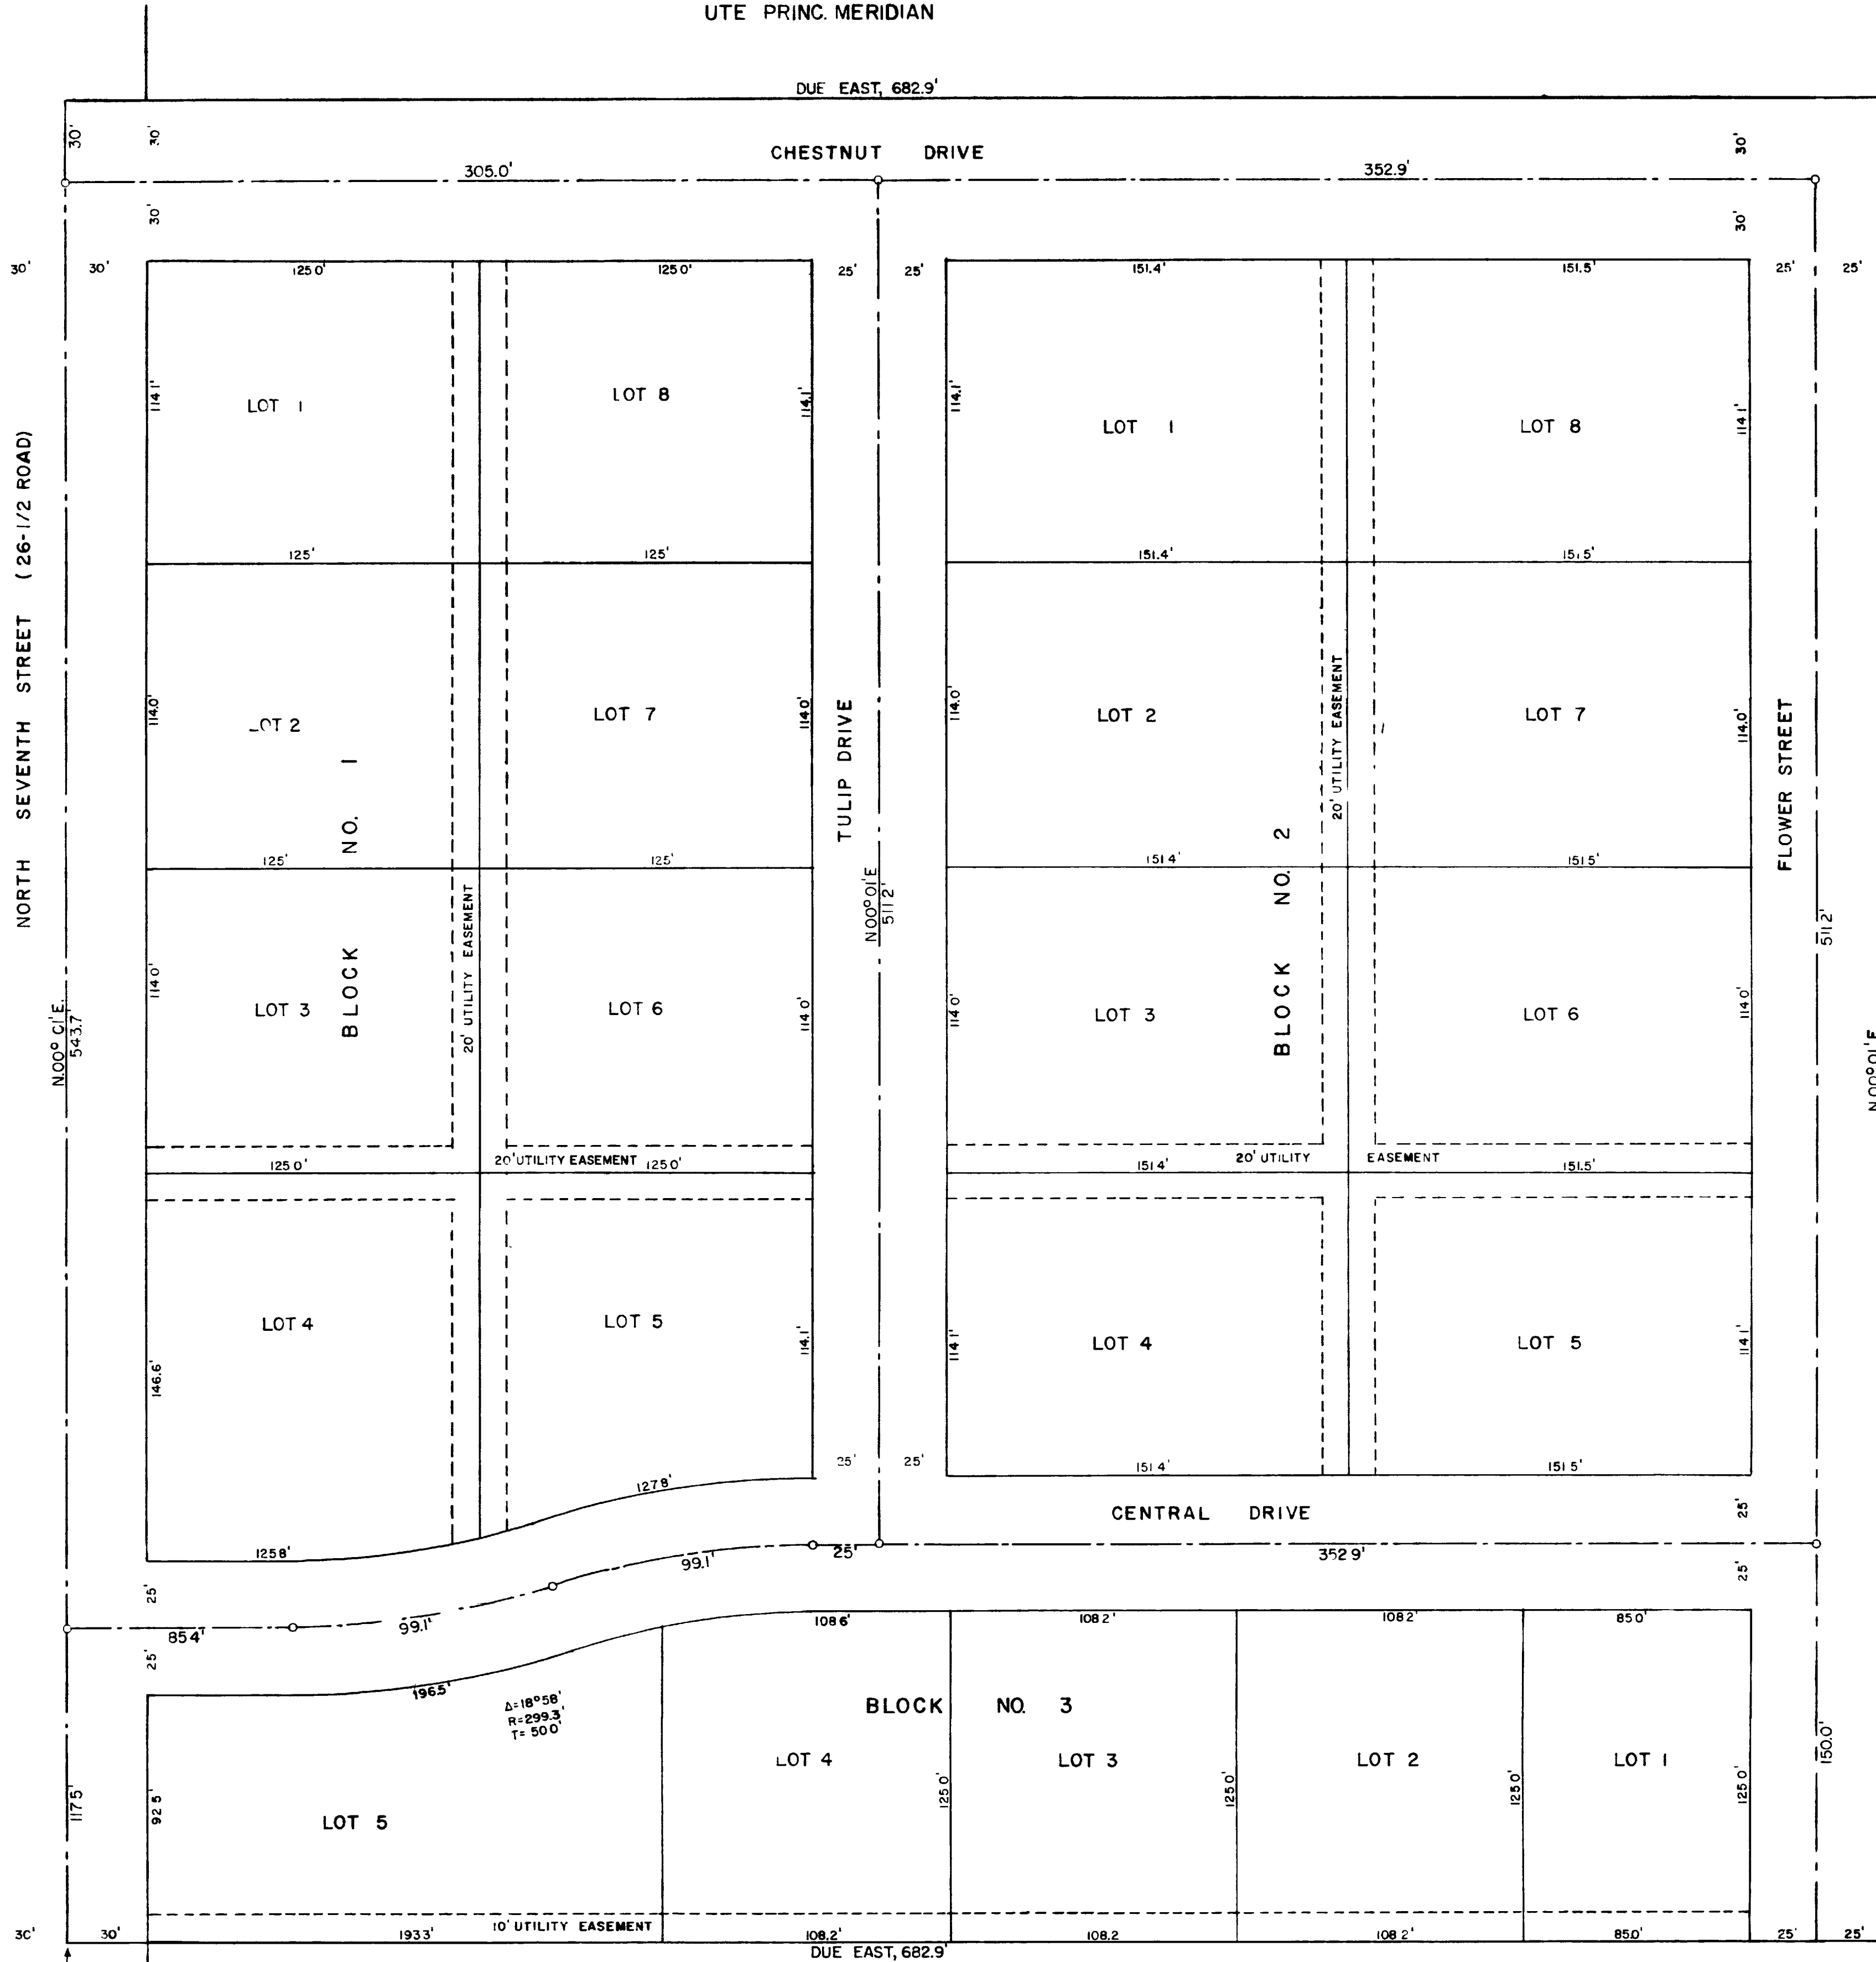 UTE PRINC. MERIDIAN
DUE EAST, 682.9'
30' 30' 30'
CHESTNUT DRIVE
305.0' 352.9'
30' 30'
30' 30' 125.0' 125.0' 25' 25' 151.4' 151.5' 25' 25'
114.1' 114.1' 114.1' 114.1'
LOT 1 LOT 8 LOT 1 LOT 8
125' 125' 151.4' 151.5'
NORTH SEVENTH STREET (26-1/2 ROAD)
114.0' 114.0' 114.0' 114.0'
LOT 2 LOT 7 LOT 2 LOT 7
BLOCK NO. 1
TULIP DRIVE
20' UTILITY EASEMENT
BLOCK NO. 2
FLOWER STREET
125' 125' 151.4' 151.5'
20' UTILITY EASEMENT
N.00° 01' E
511.2'
511.2'
114.0' 114.0' 114.0' 114.0'
LOT 3 LOT 6 LOT 3 LOT 6
N.00° 01' E.
543.7'
N.00° 01' E
125.0' 20' UTILITY EASEMENT 125.0' 151.4' 20' UTILITY EASEMENT 151.5'
LOT 4 LOT 5 LOT 4 LOT 5
146.6' 114.1' 114.1' 114.1'
127.8' 25' 25' 151.4' 151.5'
CENTRAL DRIVE 25'
125.8' 99.1' 25' 352.9'
25' 25'
85.4' 99.1' 108.6' 108.2' 108.2' 85.0'
25'
196.5'
Δ=18°58'
R=299.3'
T=50.0'
BLOCK NO. 3
LOT 4 LOT 3 LOT 2 LOT 1
150.0'
117.5' 92.5' 125.0' 125.0' 125.0' 125.0'
LOT 5
10' UTILITY EASEMENT
30' 30' 193.3' 108.2' 108.2 108.2' 85.0' 25' 25'
DUE EAST, 682.9'